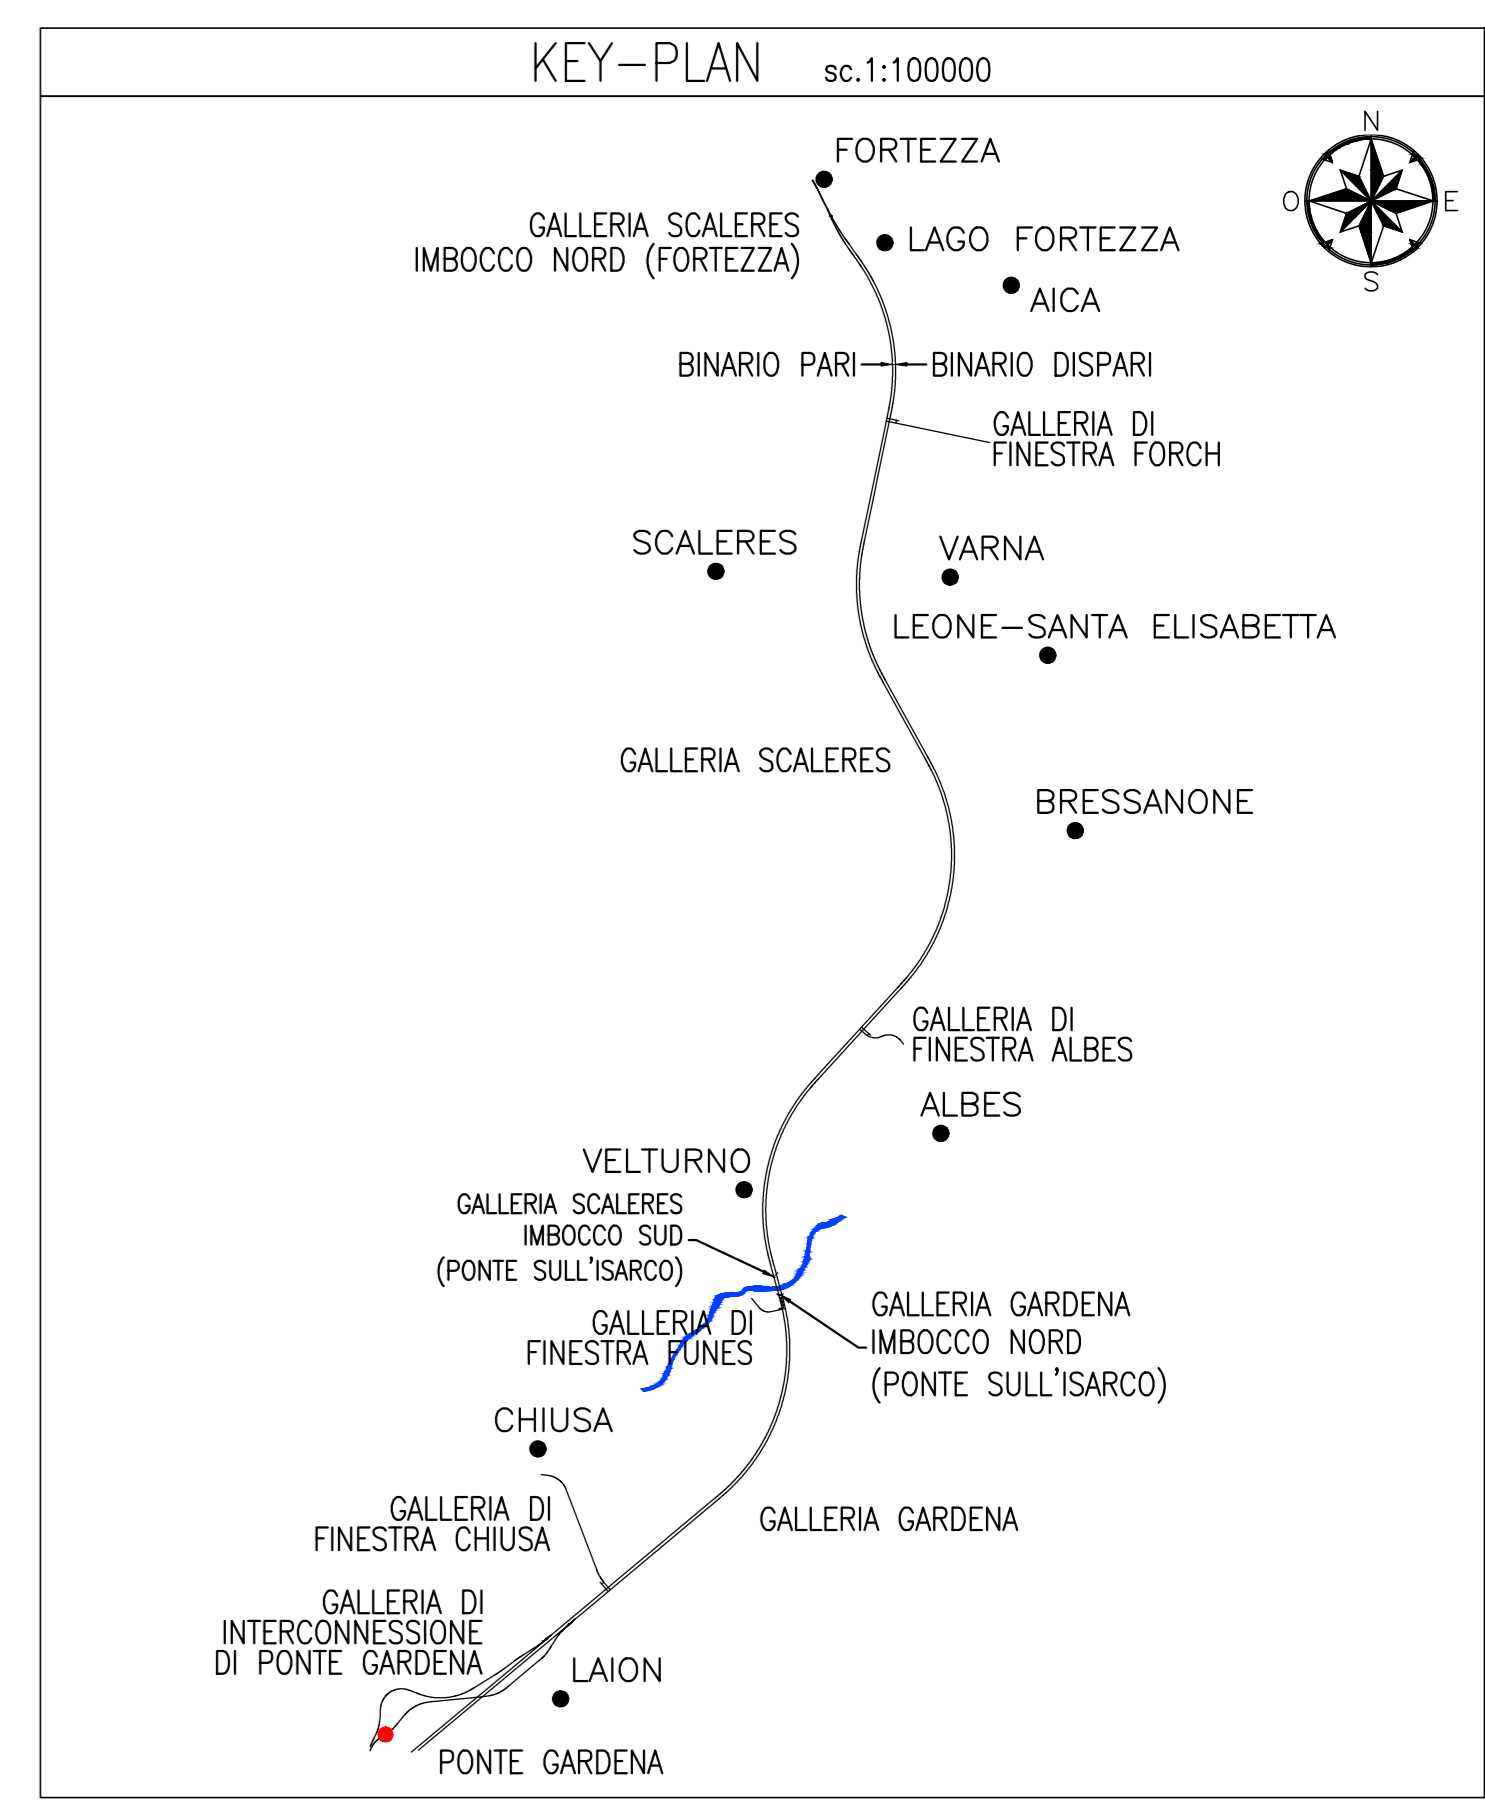 KEY-PLAN sc.1:100000
N
O
E
S
FORTEZZA
GALLERIA SCALERES
IMBOCCO NORD (FORTEZZA)
LAGO FORTEZZA
AICA
BINARIO PARI
BINARIO DISPARI
GALLERIA DI
FINESTRA FORCH
SCALERES
VARNA
LEONE-SANTA ELISABETTA
GALLERIA SCALERES
BRESSANONE
GALLERIA DI
FINESTRA ALBES
ALBES
VELTURNO
GALLERIA SCALERES
IMBOCCO SUD
(PONTE SULL'ISARCO)
GALLERIA DI
FINESTRA FUNES
GALLERIA GARDENA
IMBOCCO NORD
(PONTE SULL'ISARCO)
CHIUSA
GALLERIA DI
FINESTRA CHIUSA
GALLERIA GARDENA
GALLERIA DI
INTERCONNESSIONE
DI PONTE GARDENA
LAION
PONTE GARDENA